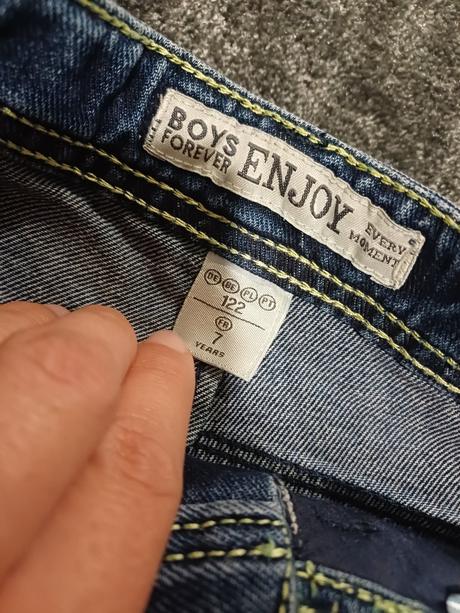 BOYS
FOREVER
ENJOY
EVERY
MOMENT
DE BE PL PT
122
FR
7
YEARS